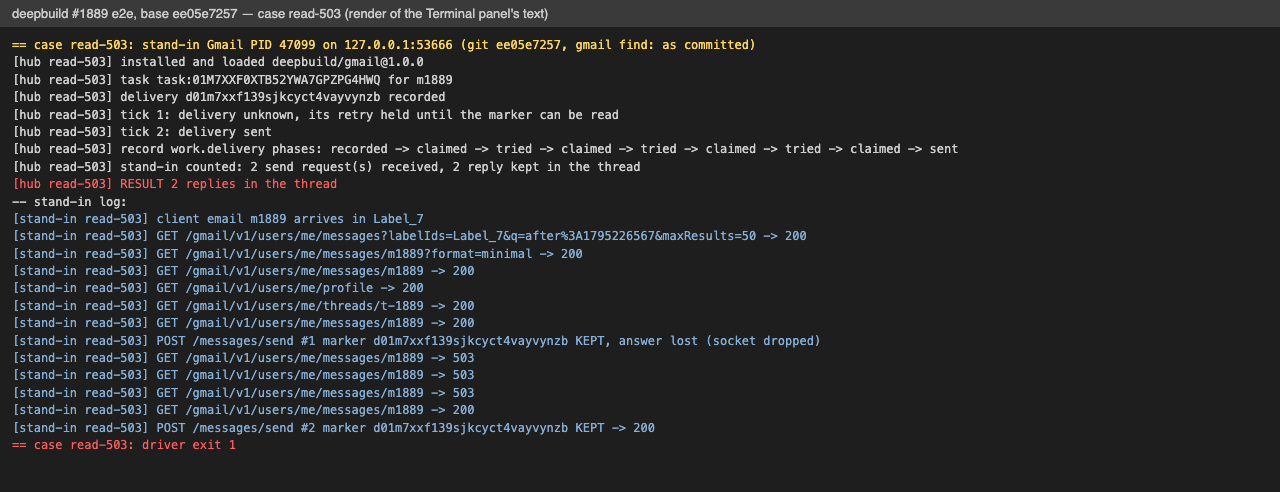 deepbuild #1889 e2e, base ee05e7257 — case read-503 (render of the Terminal panel's text)
== case read-503: stand-in Gmail PID 47099 on 127.0.0.1:53666 (git ee05e7257, gmail find: as committed)
[hub read-503] installed and loaded deepbuild/gmail@1.0.0
[hub read-503] task task:01M7XXF0XTB52YWA7GPZPG4HWQ for m1889
[hub read-503] delivery d01m7xxf139sjkcyct4vayvynzb recorded
[hub read-503] tick 1: delivery unknown, its retry held until the marker can be read
[hub read-503] tick 2: delivery sent
[hub read-503] record work.delivery phases: recorded -> claimed -> tried -> claimed -> tried -> claimed -> tried -> claimed -> sent
[hub read-503] stand-in counted: 2 send request(s) received, 2 reply kept in the thread
[hub read-503] RESULT 2 replies in the thread
-- stand-in log:
[stand-in read-503] client email m1889 arrives in Label_7
[stand-in read-503] GET /gmail/v1/users/me/messages?labelIds=Label_7&q=after%3A1795226567&maxResults=50 -> 200
[stand-in read-503] GET /gmail/v1/users/me/messages/m1889?format=minimal -> 200
[stand-in read-503] GET /gmail/v1/users/me/messages/m1889 -> 200
[stand-in read-503] GET /gmail/v1/users/me/profile -> 200
[stand-in read-503] GET /gmail/v1/users/me/threads/t-1889 -> 200
[stand-in read-503] GET /gmail/v1/users/me/messages/m1889 -> 200
[stand-in read-503] POST /messages/send #1 marker d01m7xxf139sjkcyct4vayvynzb KEPT, answer lost (socket dropped)
[stand-in read-503] GET /gmail/v1/users/me/messages/m1889 -> 503
[stand-in read-503] GET /gmail/v1/users/me/messages/m1889 -> 503
[stand-in read-503] GET /gmail/v1/users/me/messages/m1889 -> 503
[stand-in read-503] GET /gmail/v1/users/me/messages/m1889 -> 200
[stand-in read-503] POST /messages/send #2 marker d01m7xxf139sjkcyct4vayvynzb KEPT -> 200
== case read-503: driver exit 1